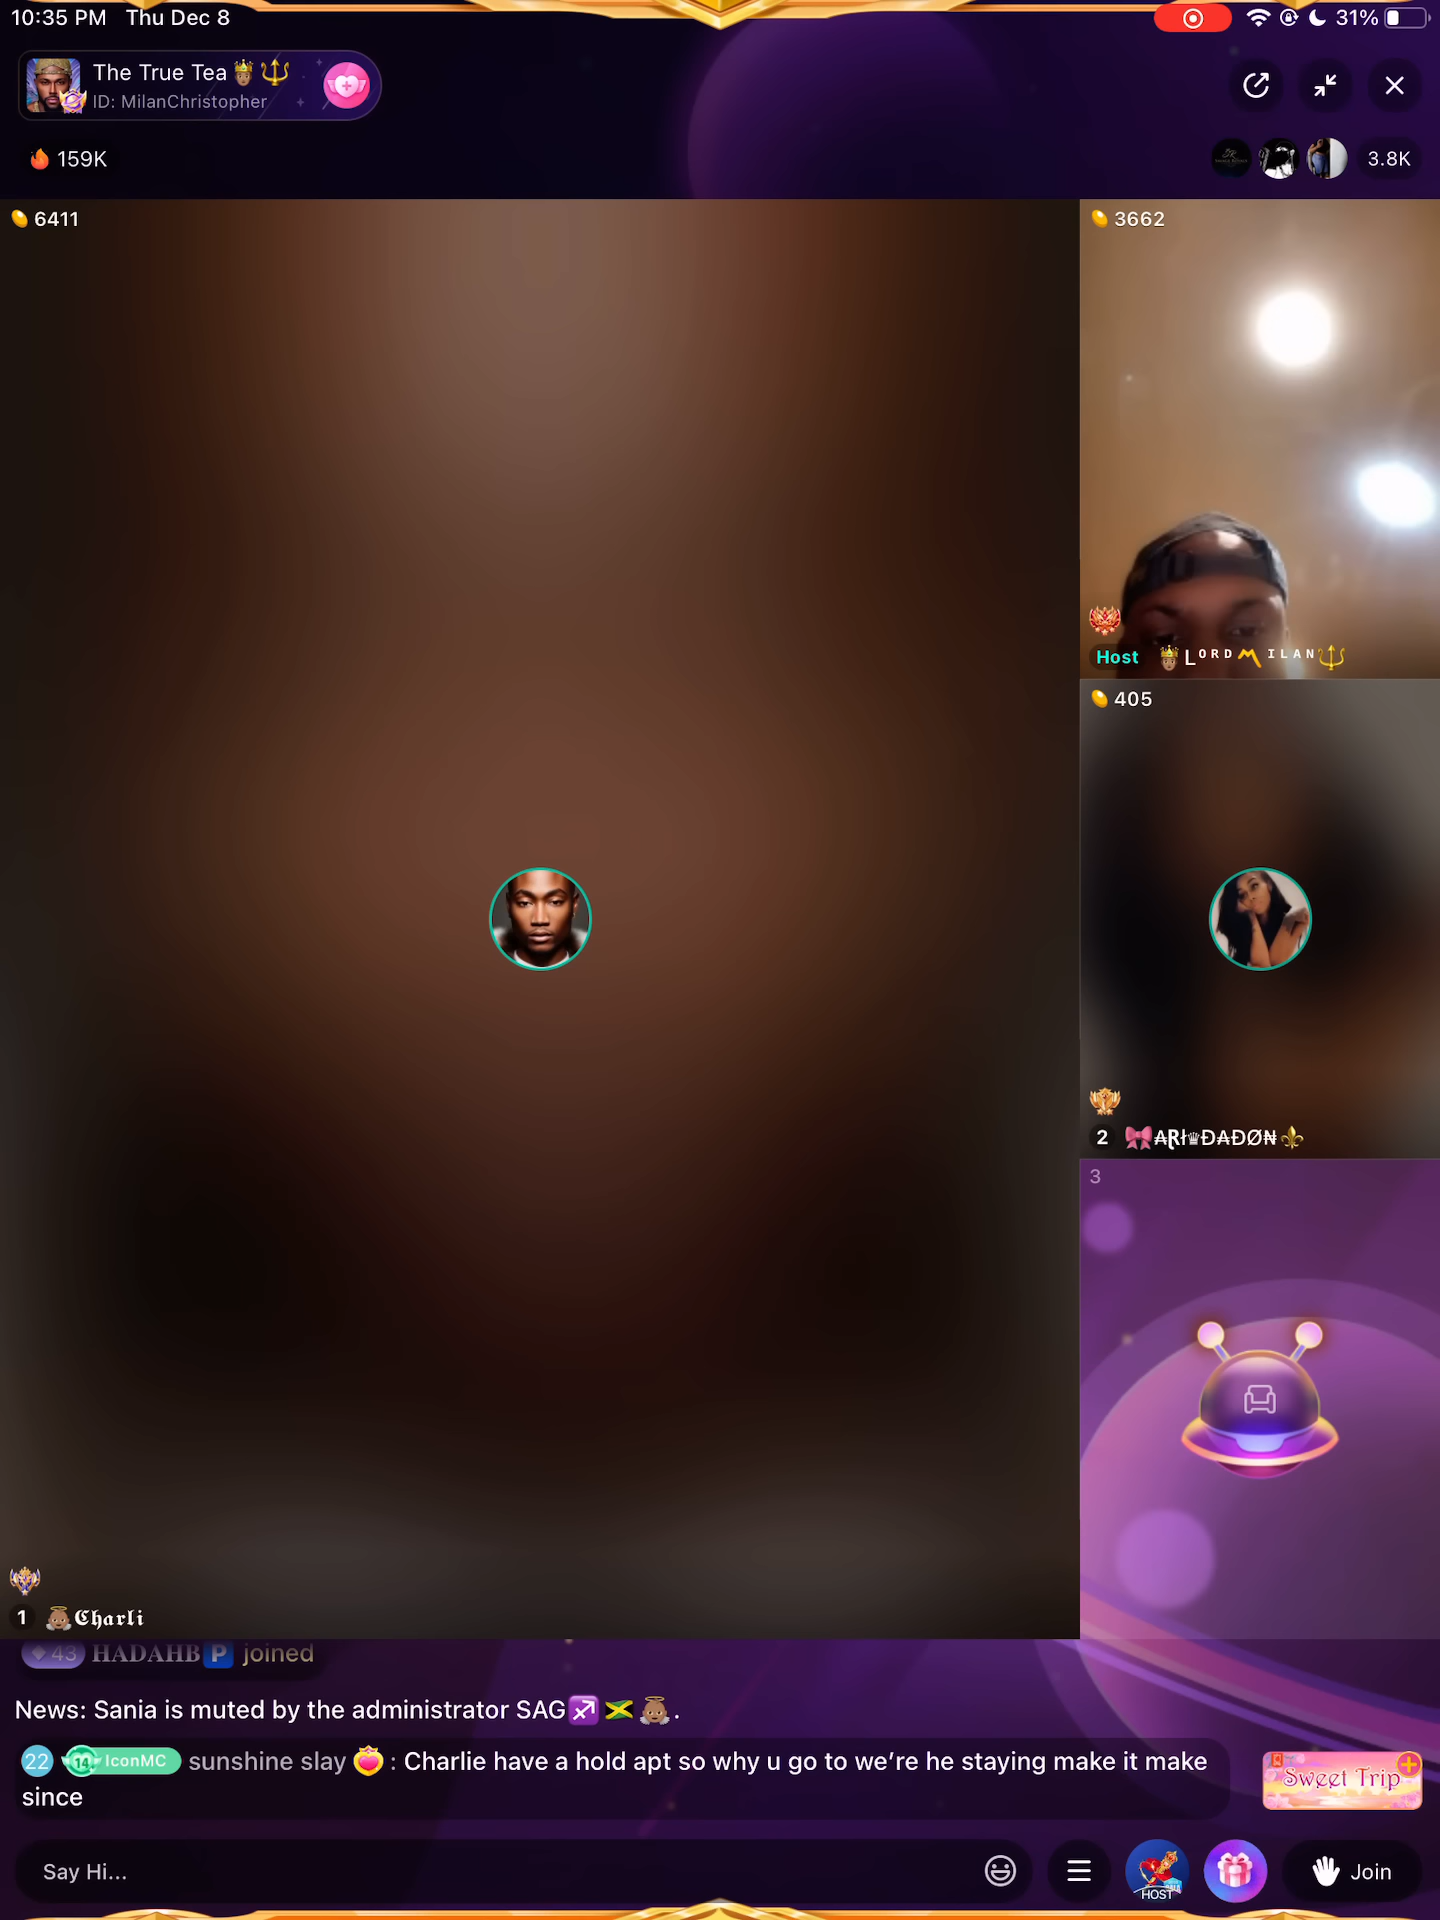 10:35 PM Thu Dec 8
31%
The True Tea🤴🏽🔱
ID: MilanChristopher
159K
3.8K
6411
3662
Host 🤴🏽Lᴼᴿᴰ〽️ᴵᴸᴬᴺ🔱
405
2 🎀₳ⱤƗ♛Đ₳ĐØ₦⚜️
3
1 👼🏽𝕮𝖍𝖆𝖗𝖑𝖎
43 𝐇𝐀𝐃𝐀𝐇𝐁🅿️ joined
News: Sania is muted by the administrator SAG♐🇯🇲👼🏽.
22 14 IconMC sunshine slay : Charlie have a hold apt so why u go to we’re he staying make it make
since
Sweet Trip
Say Hi...
HOST
Join